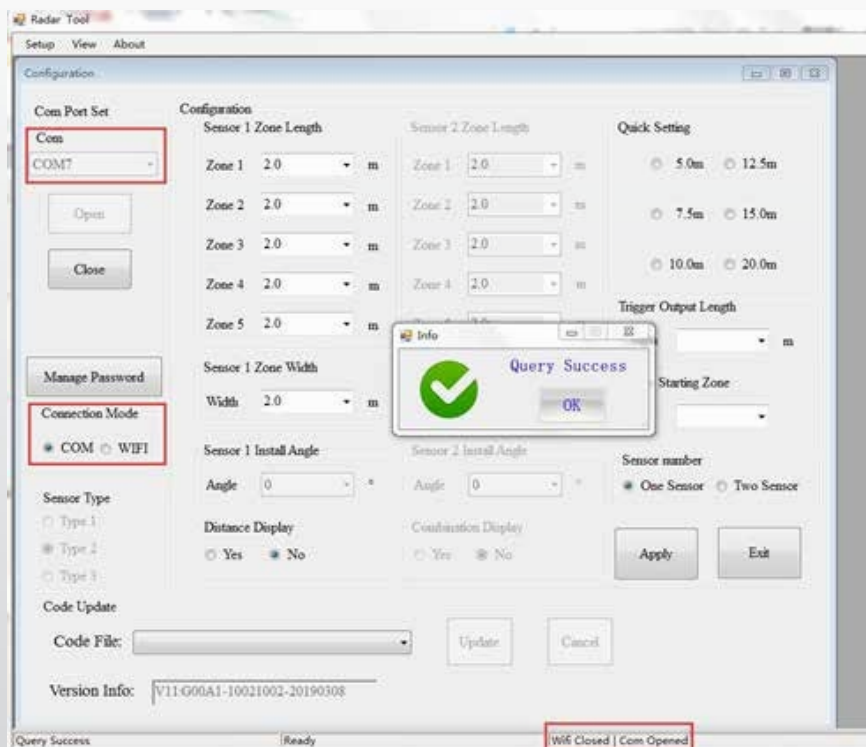 Radar Tool
Setup View About
Configuration
Com Port Set
Com
COM7
Open
Close
Manage Password
Connection Mode
COM WIFI
Sensor Type
Type 1
Type 2
Type 3
Configuration
Sensor 1 Zone Length
Zone 1 2.0 m
Zone 2 2.0 m
Zone 3 2.0 m
Zone 4 2.0 m
Zone 5 2.0 m
Sensor 1 Zone Width
Width 2.0 m
Sensor 1 Install Angle
Angle 0 °
Distance Display
Yes No
Sensor 2 Zone Length
Zone 1 2.0 m
Zone 2 2.0 m
Zone 3 2.0 m
Zone 4 2.0 m
Info
Query Success
OK
Sensor 2 Install Angle
Angle 0 °
Combination Display
Yes No
Quick Setting
5.0m 12.5m
7.5m 15.0m
10.0m 20.0m
Trigger Output Length
m
Starting Zone
Sensor number
One Sensor Two Sensor
Apply Exit
Code Update
Code File: Update Cancel
Version Info: V11:G00A1-10021002-20190308
Query Success Ready Wifi Closed | Com Opened